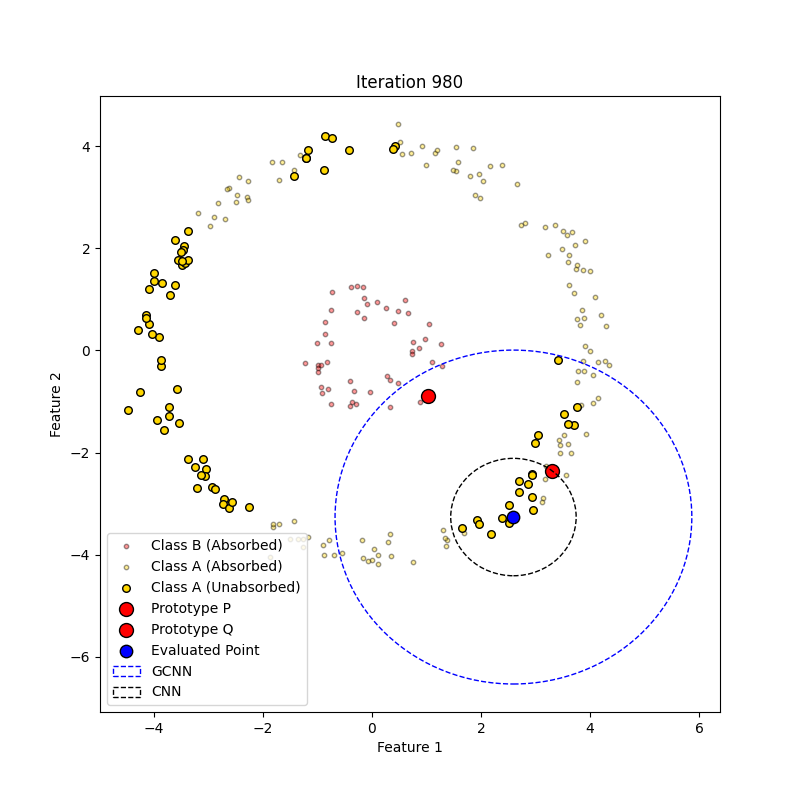 Iteration 980
Feature 2
4
2
0
−2
−4
−6
Class B (Absorbed)
Class A (Absorbed)
Class A (Unabsorbed)
Prototype P
Prototype Q
Evaluated Point
GCNN
CNN
−4
−2
0
2
4
6
Feature 1